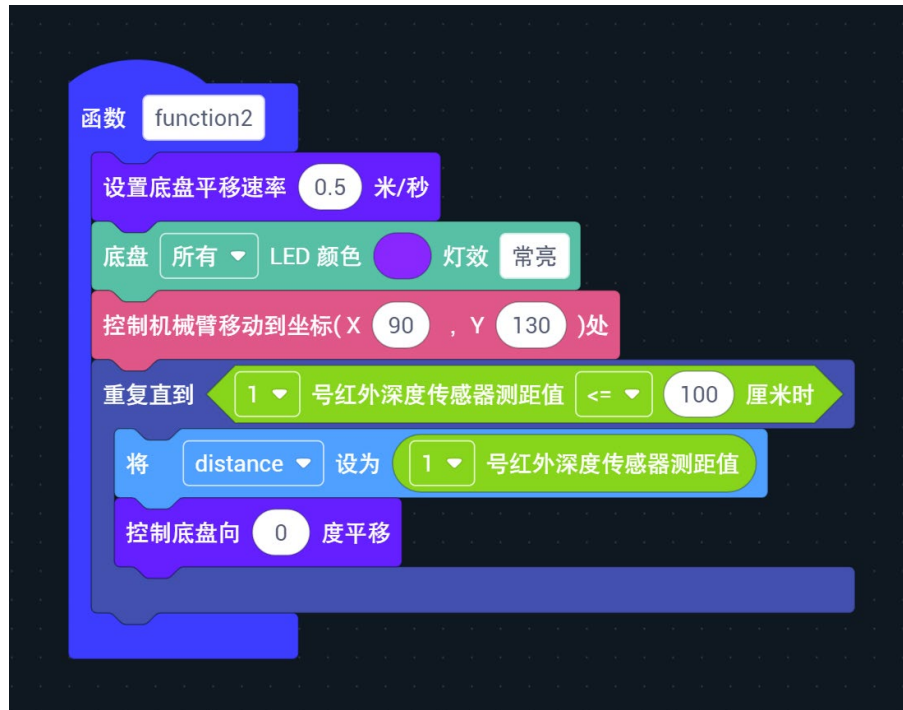 函数 function2
设置底盘平移速率 0.5 米/秒
底盘 所有 LED 颜色 灯效 常亮
控制机械臂移动到坐标( X 90 , Y 130 )处
重复直到 1 号红外深度传感器测距值 <= 100 厘米时
将 distance 设为 1 号红外深度传感器测距值
控制底盘向 0 度平移